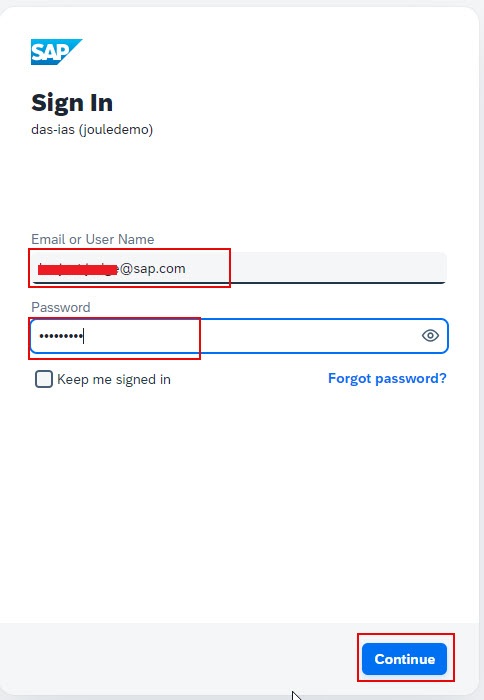 SAP
Sign In
das-ias (jouledemo)
Email or User Name
@sap.com
Password
•••••••••
Keep me signed in
Forgot password?
Continue